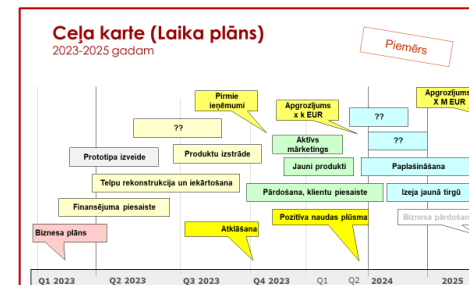 Ceļa karte (Laika plāns)
2023-2025 gadam
Piemērs
Pirmie
ieņēmumi
Apgrozījums
x k EUR
Apgrozījums
X M EUR
??
??
??
Aktīvs
mārketings
Prototipa izveide
Produktu izstrāde
Jauni produkti
Paplašināšana
Telpu rekonstrukcija un iekārtošana
Pārdošana, klientu piesaiste
Izeja jaunā tirgū
Finansējuma piesaiste
Biznesa plāns
Atklāšana
Pozitīva naudas plūsma
Biznesa pārdošan
Q1 2023
Q2 2023
Q3 2023
Q4 2023
Q1
Q2
2024
2025